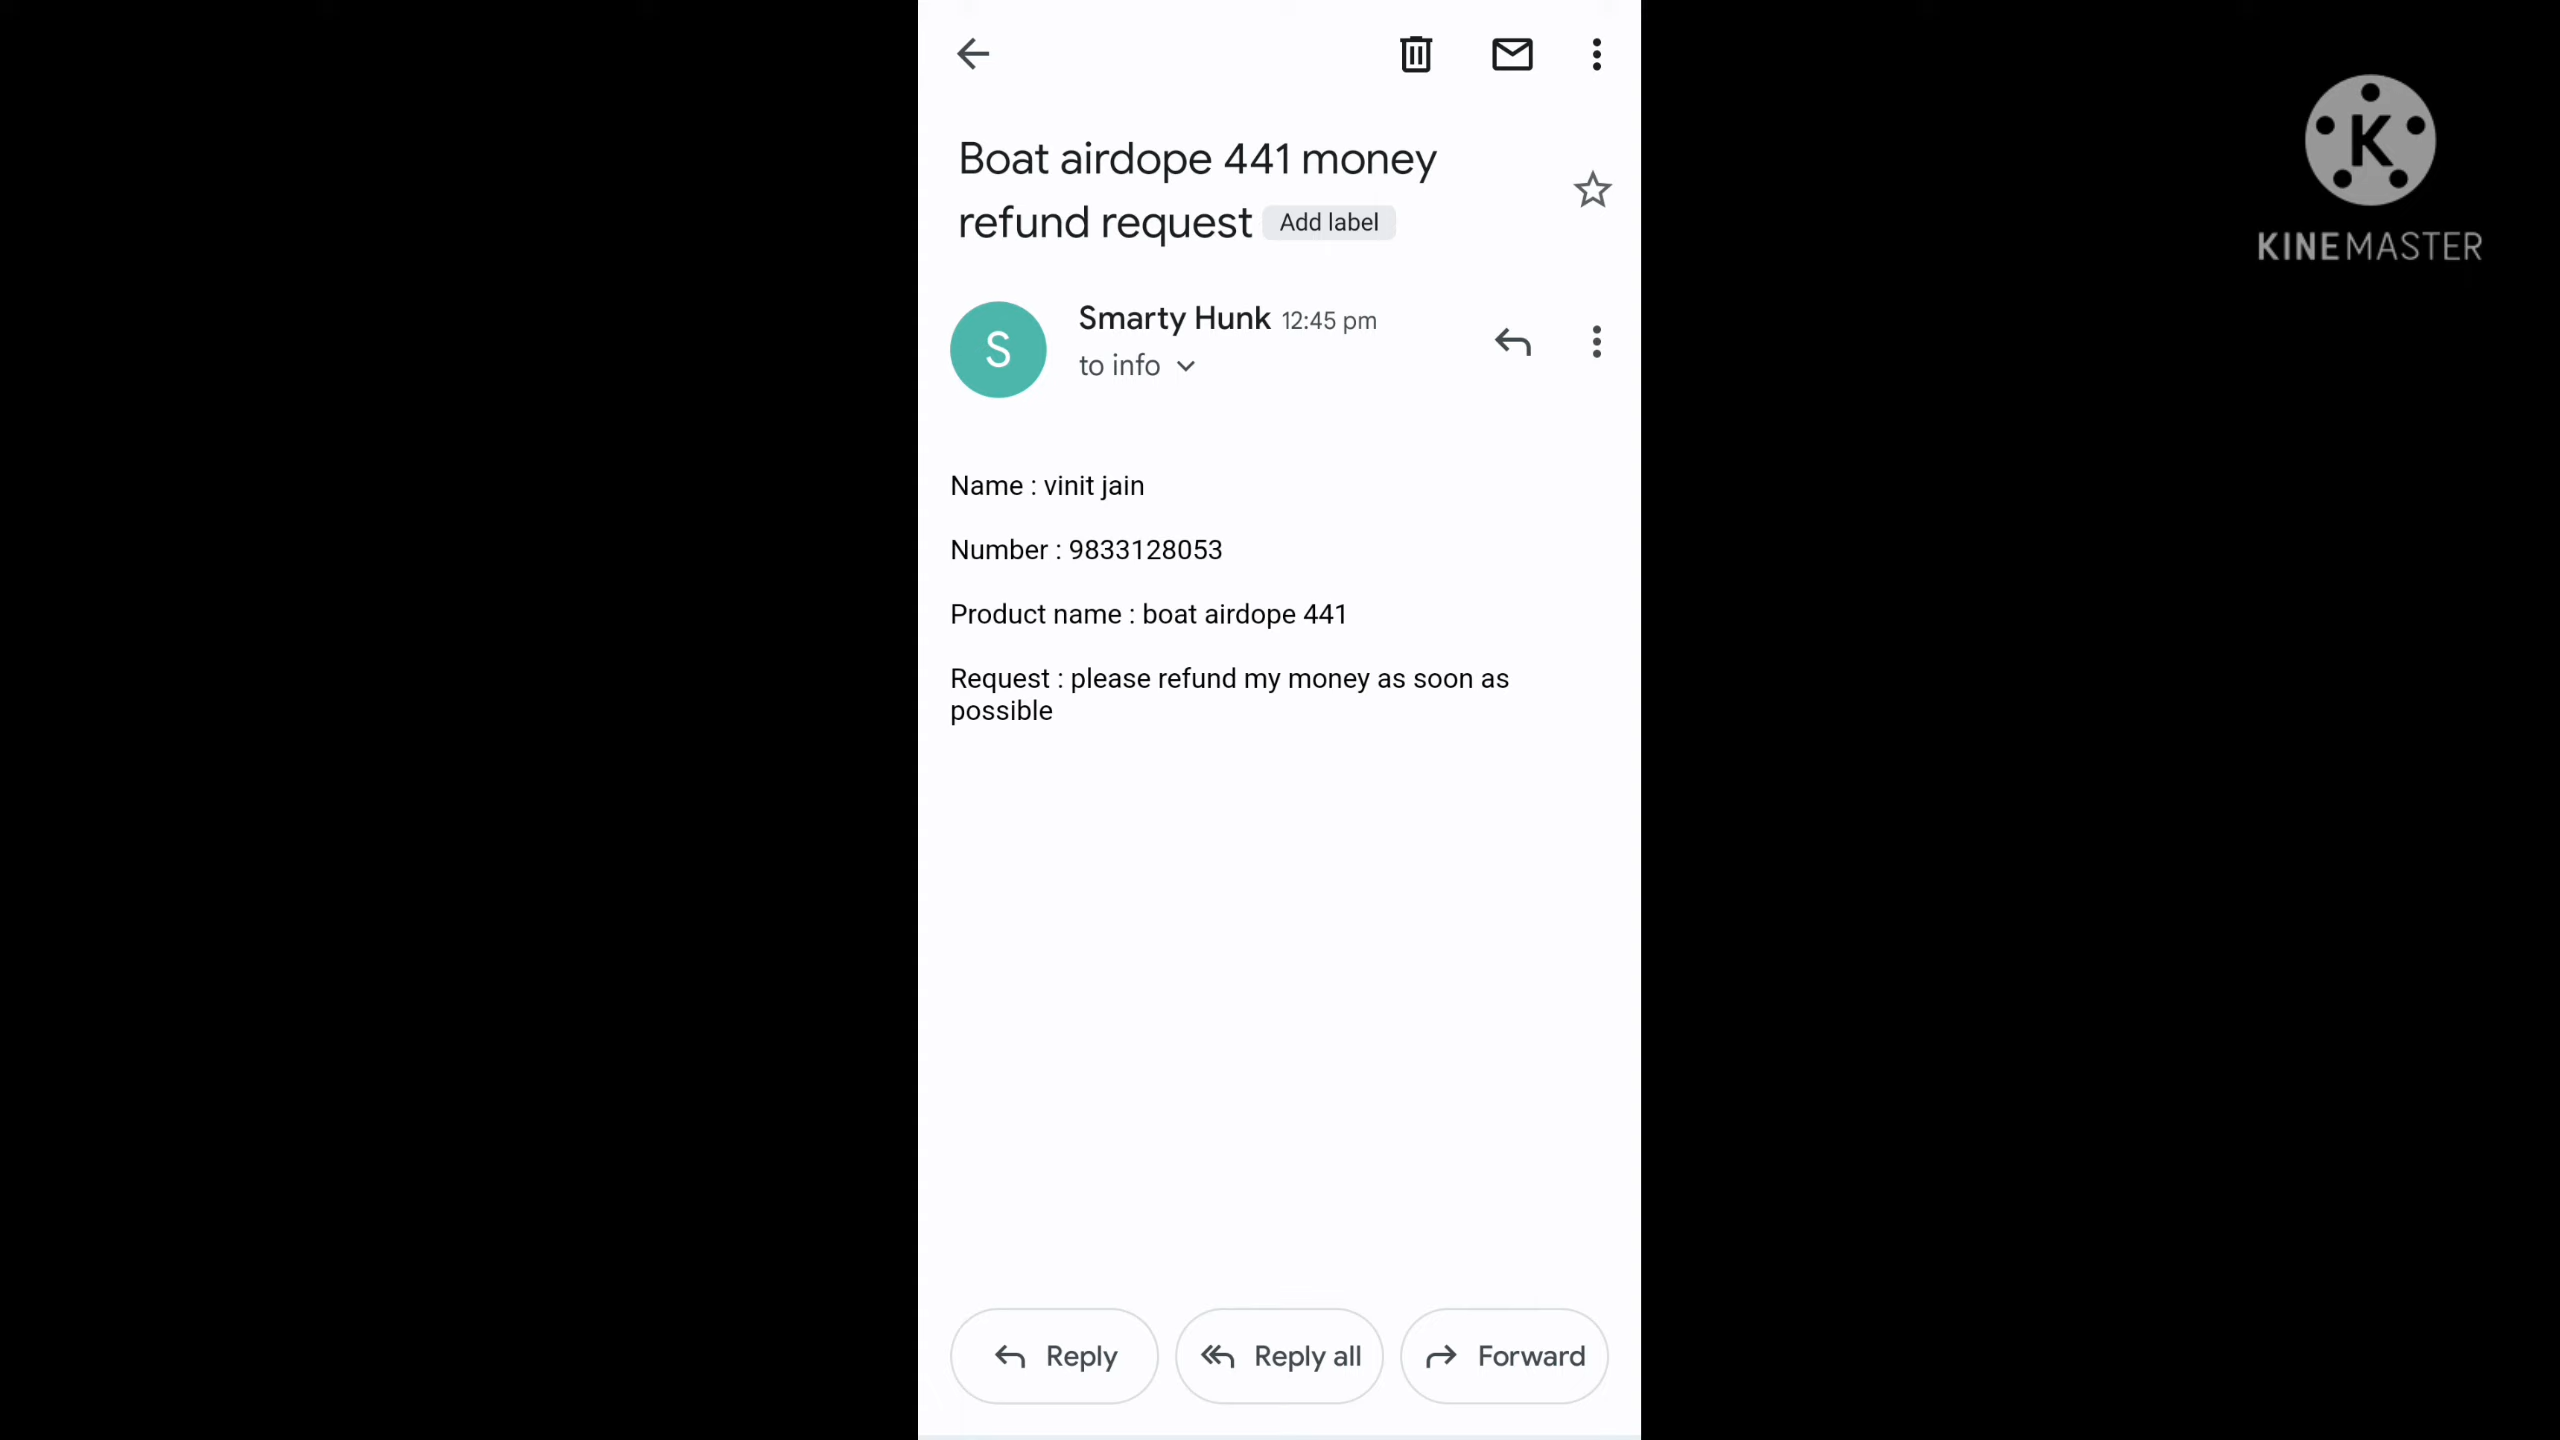 Boat airdope 441 money
refund request Add label
K
KINEMASTER
S
Smarty Hunk 12:45 pm
to info
Name : vinit jain
Number : 9833128053
Product name : boat airdope 441
Request : please refund my money as soon as
possible
Reply Reply all Forward